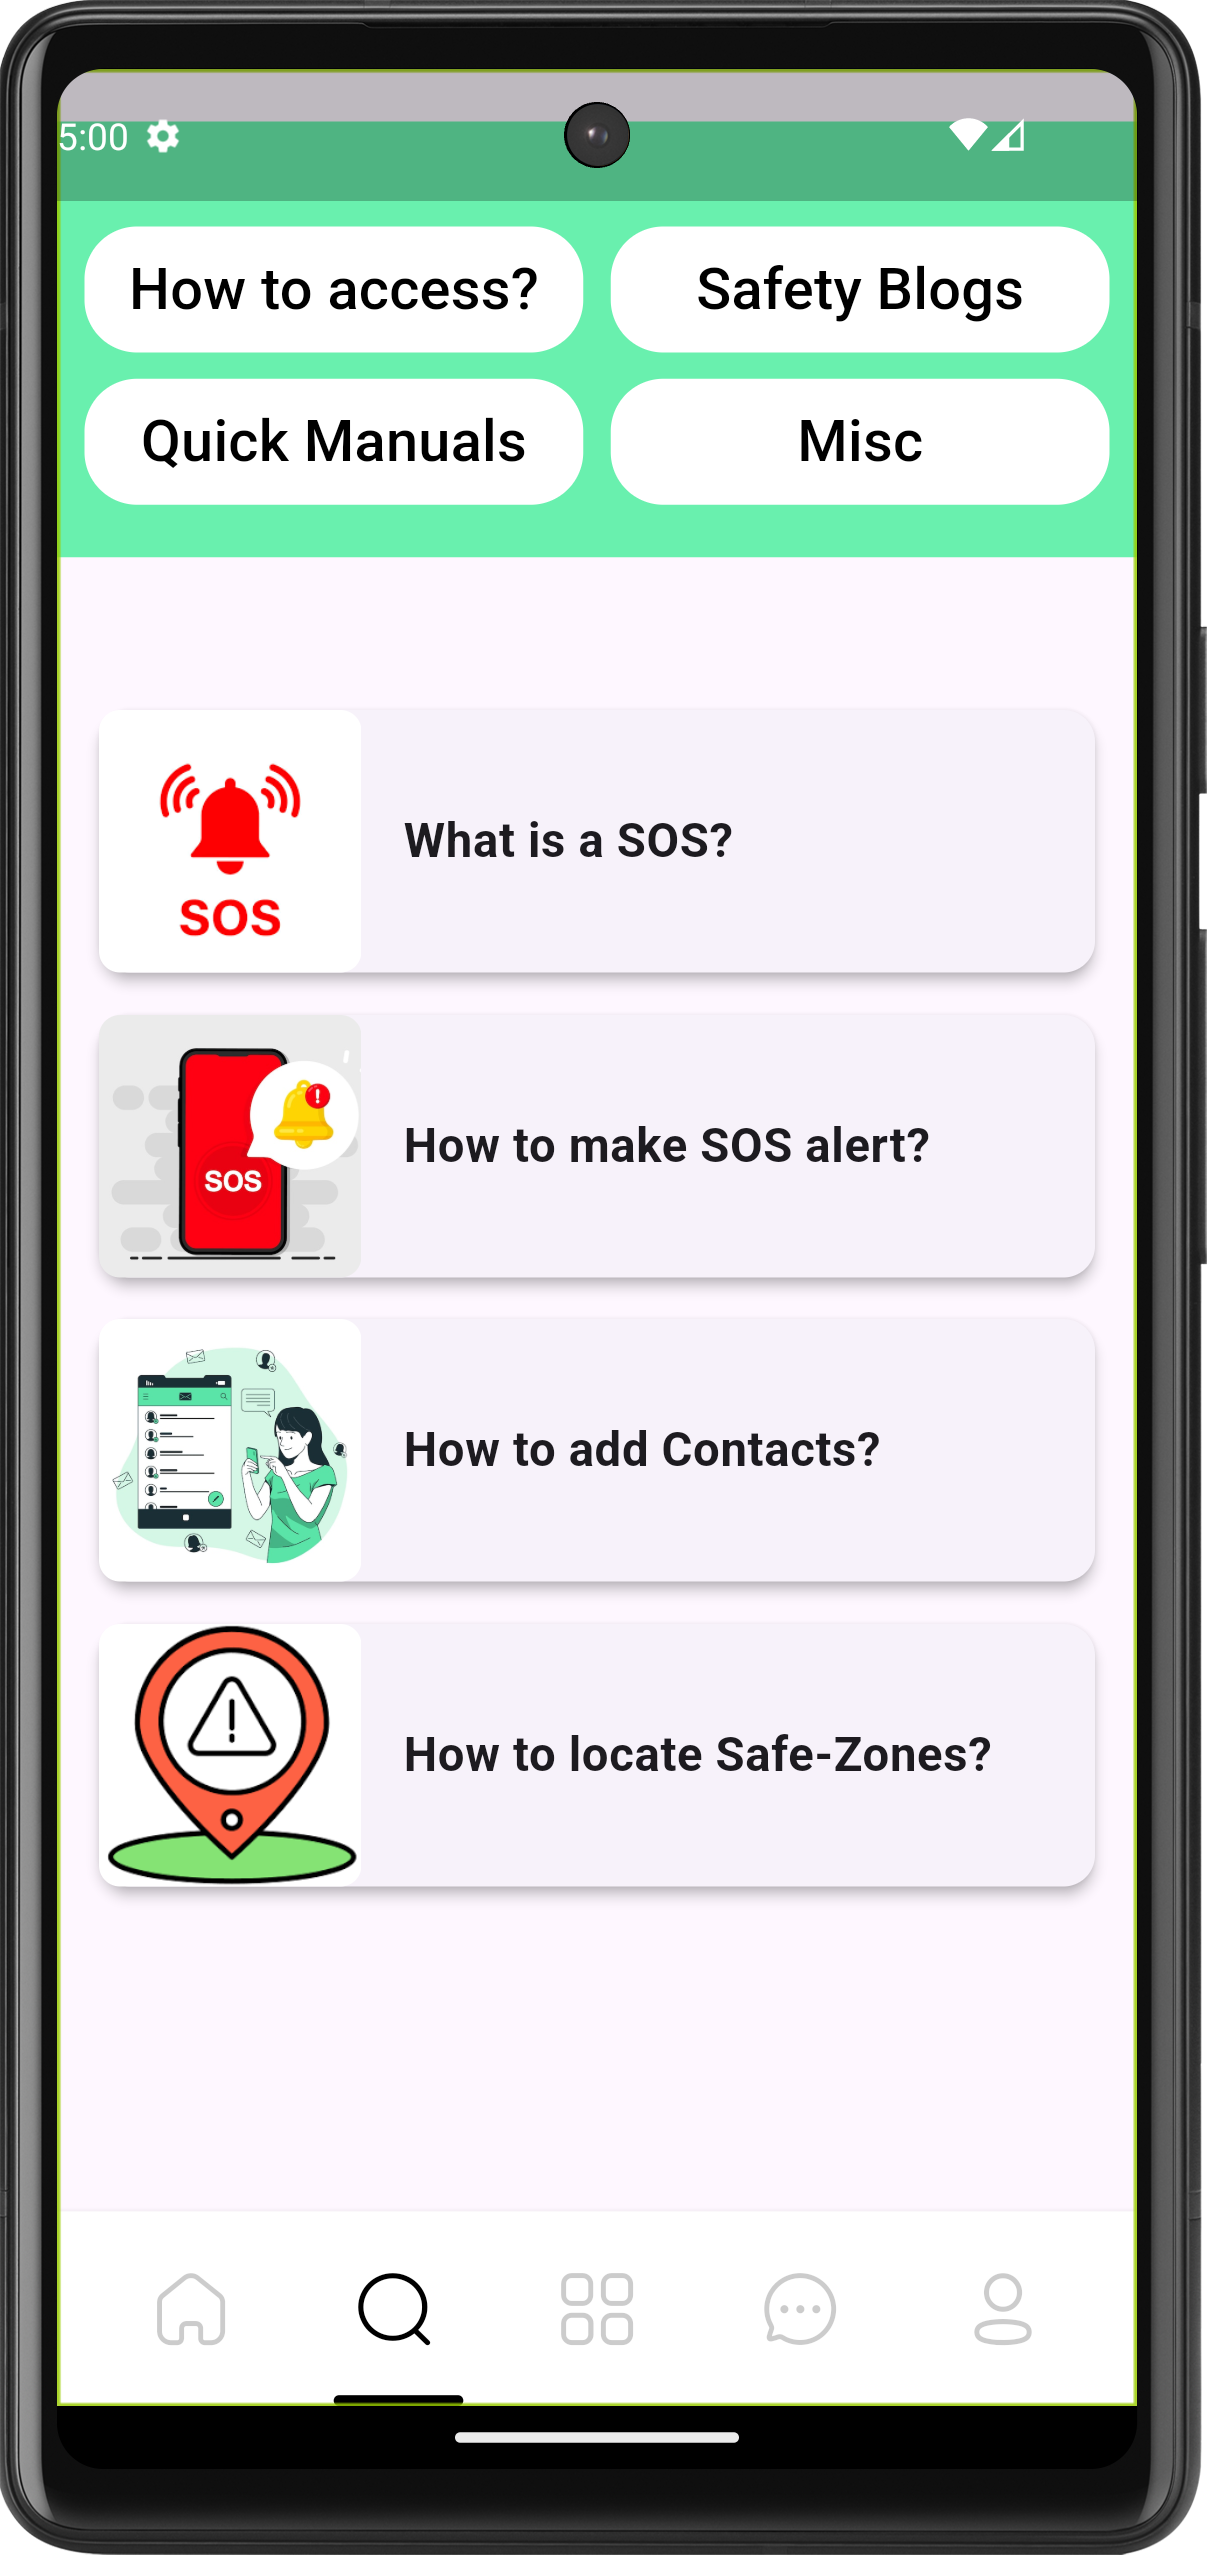 5:00
How to access?
Safety Blogs
Quick Manuals
Misc
SOS
What is a SOS?
SOS
How to make SOS alert?
How to add Contacts?
How to locate Safe-Zones?